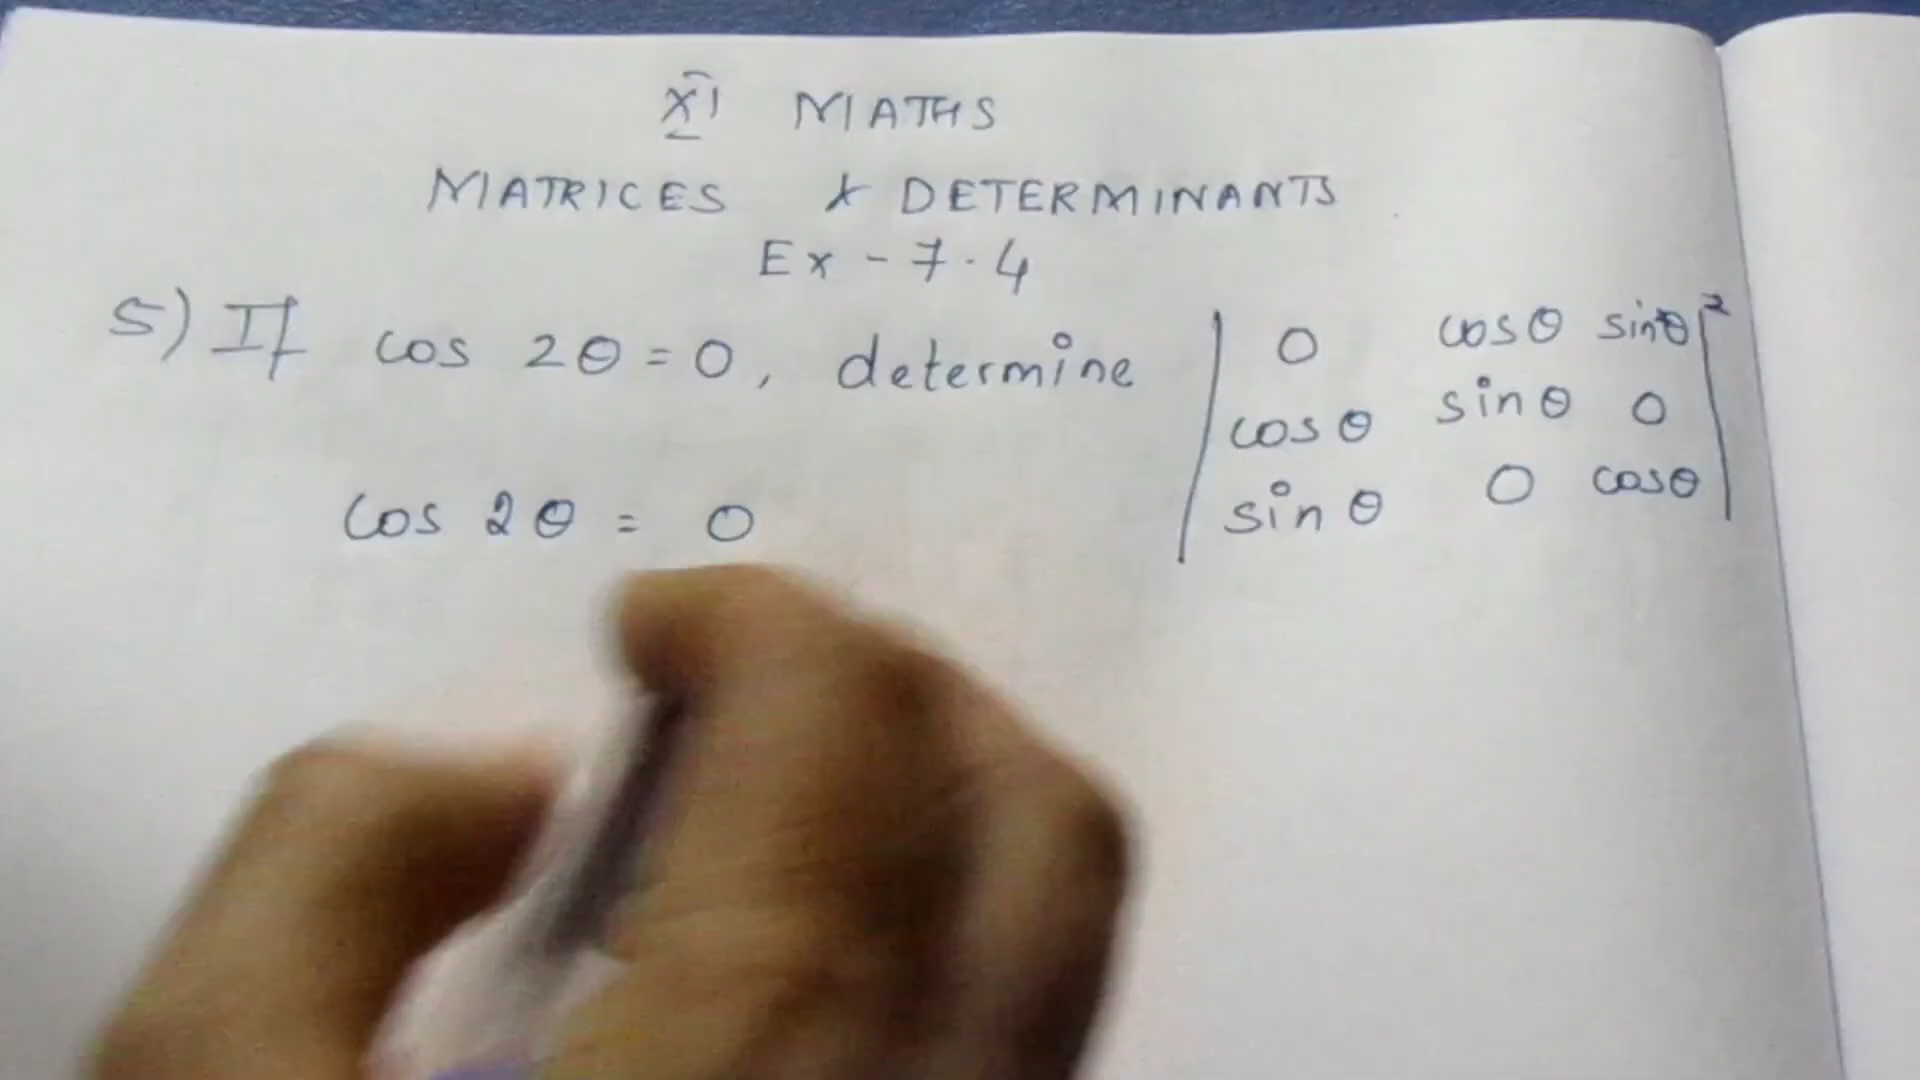 XI MATHS
MATRICES & DETERMINANTS
Ex - 7.4
5) If cos 2θ = 0, determine | 0 cosθ sinθ |²
cosθ sinθ 0
sinθ 0 cosθ
cos 2θ = 0